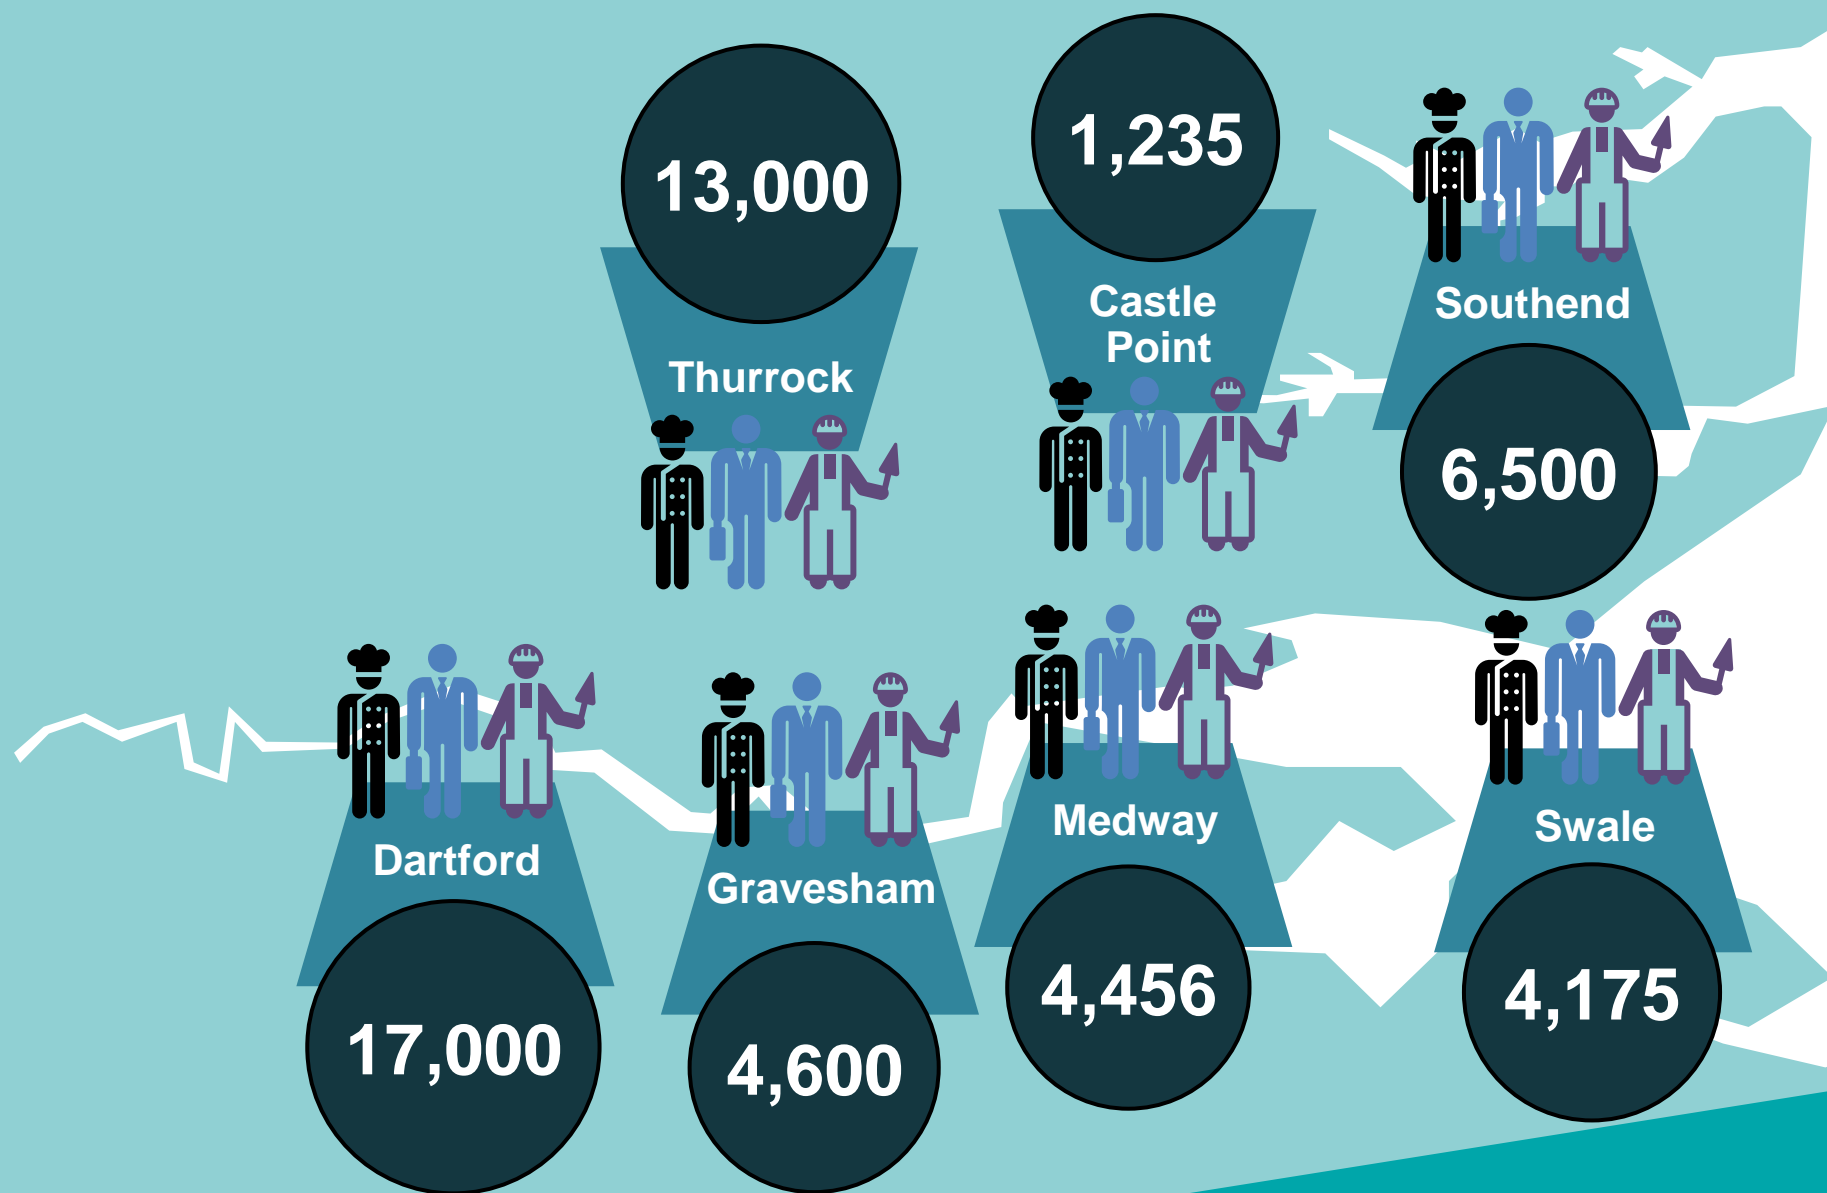 13,000
Thurrock
1,235
Castle
Point
Southend
6,500
Dartford
17,000
Gravesham
4,600
Medway
4,456
Swale
4,175